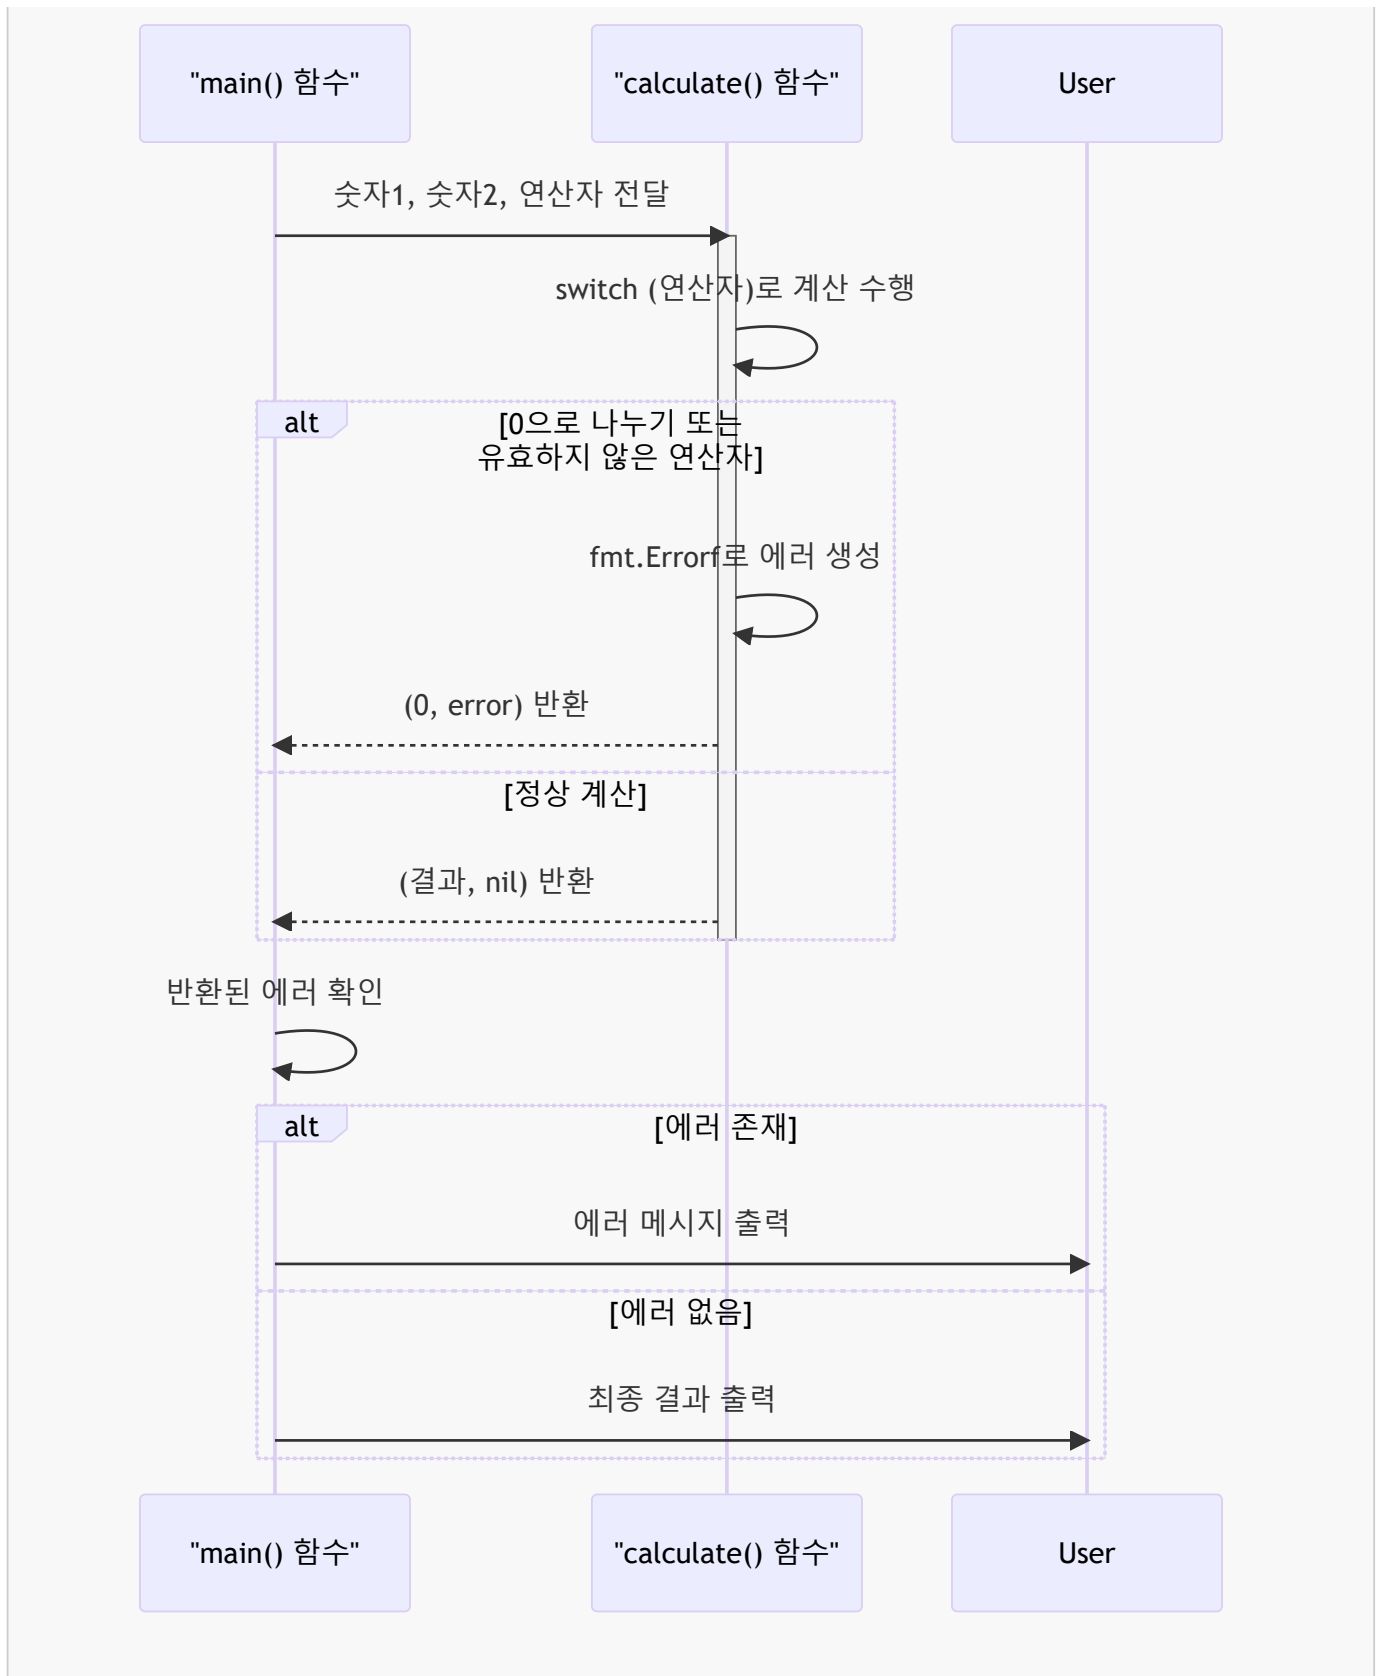 "main() 함수"
"calculate() 함수"
User
숫자1, 숫자2, 연산자 전달
switch (연산자)로 계산 수행
alt
[0으로 나누기 또는
유효하지 않은 연산자]
fmt.Errorf로 에러 생성
(0, error) 반환
[정상 계산]
(결과, nil) 반환
반환된 에러 확인
alt
[에러 존재]
에러 메시지 출력
[에러 없음]
최종 결과 출력
"main() 함수"
"calculate() 함수"
User